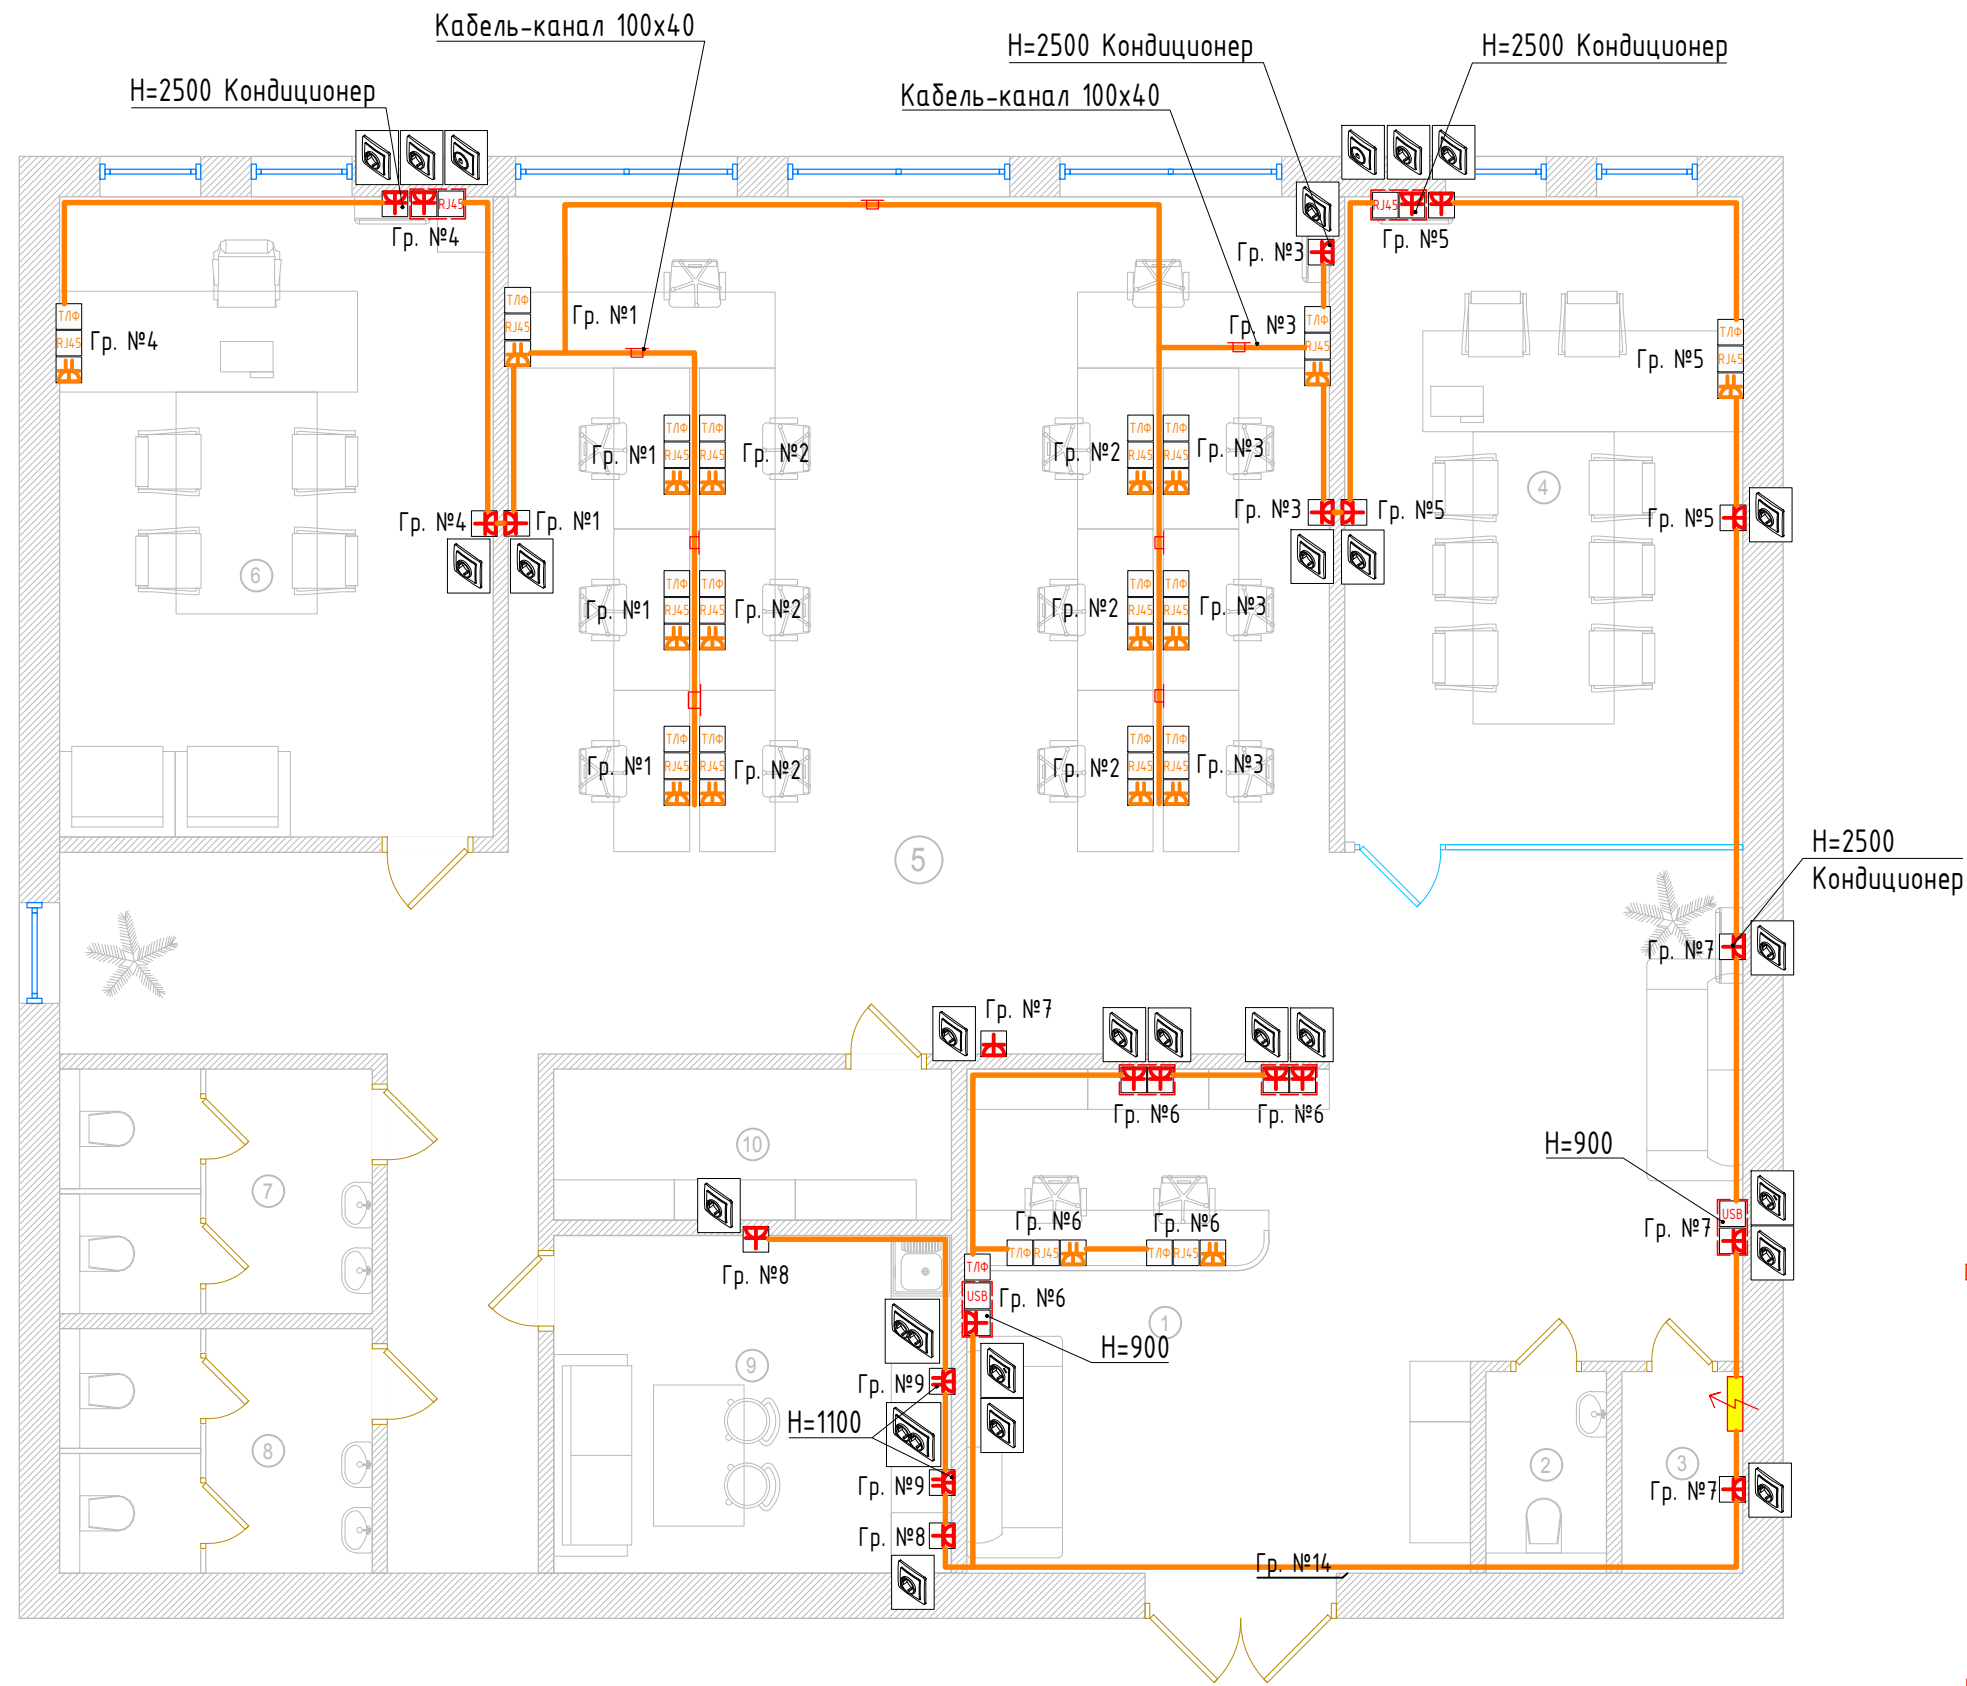 Кабель-канал 100х40
Н=2500 Кондиционер
Н=2500 Кондиционер
Н=2500 Кондиционер
Кабель-канал 100х40
RJ45
Гр. №4
RJ45
Гр. №5
Гр. №3
ТЛФ
RJ45
Гр. №4
ТЛФ
RJ45
Гр. №1
Гр. №3
ТЛФ
RJ45
Гр. №5
ТЛФ
RJ45
Гр. №1
ТЛФ
RJ45
ТЛФ
RJ45
Гр. №2
Гр. №2
ТЛФ
RJ45
ТЛФ
RJ45
Гр. №3
4
Гр. №4
Гр. №1
Гр. №3
Гр. №5
Гр. №5
6
Гр. №1
ТЛФ
RJ45
ТЛФ
RJ45
Гр. №2
Гр. №2
ТЛФ
RJ45
ТЛФ
RJ45
Гр. №3
Гр. №1
ТЛФ
RJ45
ТЛФ
RJ45
Гр. №2
Гр. №2
ТЛФ
RJ45
ТЛФ
RJ45
Гр. №3
5
Н=2500
Кондиционер
Гр. №7
Гр. №7
Гр. №6
Гр. №6
10
7
Н=900
USB
Гр. №7
Гр. №6
Гр. №6
ТЛФ
RJ45
ТЛФ
RJ45
Гр. №8
ТЛФ
USB
Гр. №6
1
Н=900
9
Гр. №9
Н=1100
8
2
3
Гр. №9
Гр. №7
Гр. №8
Гр. №14